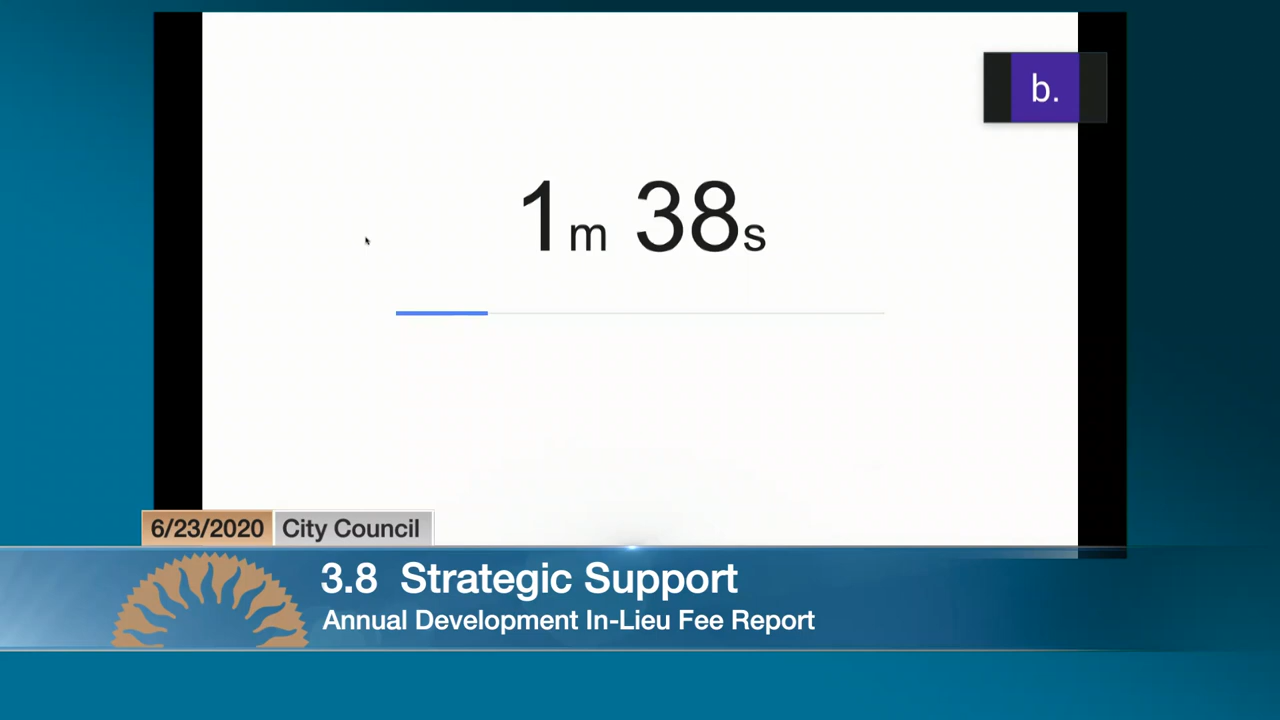 b.
1m 38s
6/23/2020 City Council
3.8 Strategic Support
Annual Development In-Lieu Fee Report